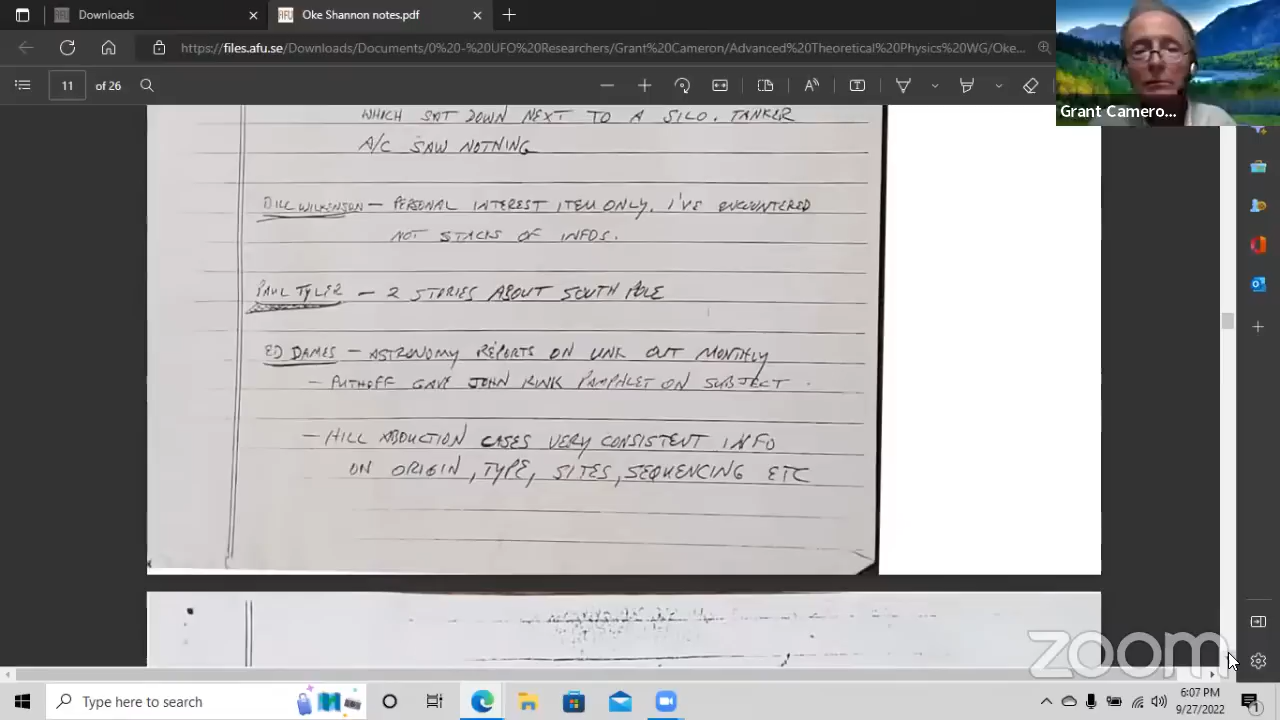 Downloads
Oke Shannon notes.pdf
https://files.afu.se/Downloads/Documents/0%20-%20UFO%20Researchers/Grant%20Cameron/Advanced%20Theoretical%20Physics%20WG/Oke...
11 of 26
Grant Camero...
WHICH SAT DOWN NEXT TO A SILO. TANKER
A/C SAW NOTHING
BILL WILKINSON — PERSONAL INTEREST ITEM ONLY. I'VE ENCOUNTERED
NOT STACKS OF INFOS.
PAUL TYLER — 2 STORIES ABOUT SOUTH POLE
ED DAMES — ASTRONOMY REPORTS ON OUT MONTHLY
— PUTHOFF GAVE JOHN KINK PAMPHLET ON SUBJECT.
— HILL ABDUCTION CASES VERY CONSISTENT INFO
ON ORIGIN, TYPE, SITES, SEQUENCING ETC
zoom
Type here to search
6:07 PM
9/27/2022